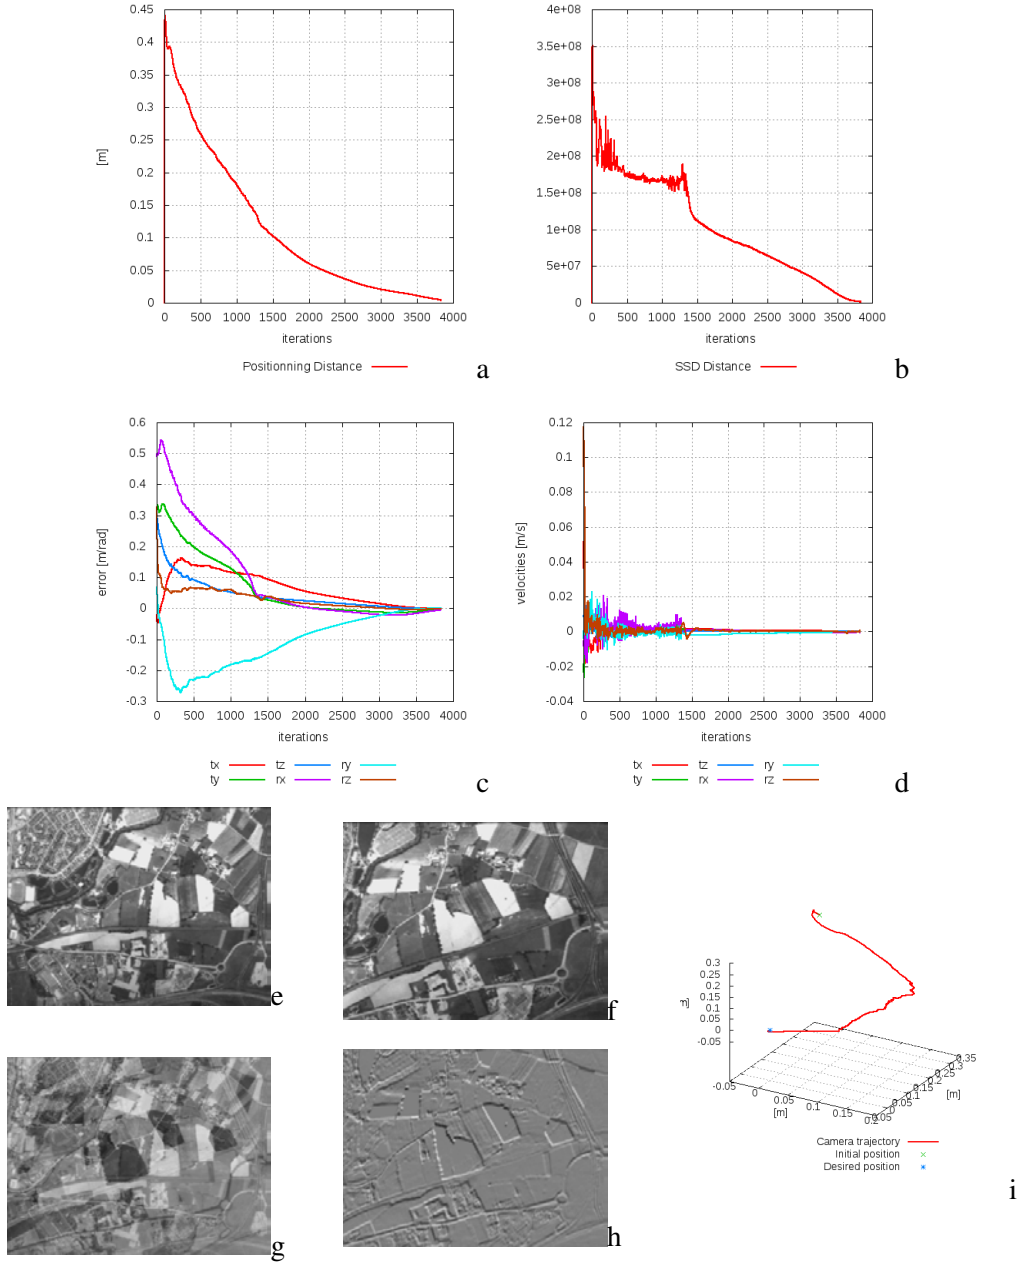 0.45
0.4
0.35
0.3
0.25
0.2
0.15
0.1
0.05
0
[m]
0 500 1000 1500 2000 2500 3000 3500 4000
iterations
Positionning Distance
a
4e+08
3.5e+08
3e+08
2.5e+08
2e+08
1.5e+08
1e+08
5e+07
0
0 500 1000 1500 2000 2500 3000 3500 4000
iterations
SSD Distance
b
0.6
0.5
0.4
0.3
0.2
0.1
0
-0.1
-0.2
-0.3
error [m/rad]
0 500 1000 1500 2000 2500 3000 3500 4000
iterations
tx tz ry
ty rx rz
c
0.12
0.1
0.08
0.06
0.04
0.02
0
-0.02
-0.04
velocities [m/s]
0 500 1000 1500 2000 2500 3000 3500 4000
iterations
tx tz ry
ty rx rz
d
e
f
g
h
0.3
0.25
0.2
0.15
0.1
0.05
0
-0.05
-0.05
0
0.05
0.1
0.15
0.2
[m]
0.05
0
0.05
0.1
0.15
0.2
0.25
0.3
0.35
[m]
Camera trajectory
Initial position
Desired position
i